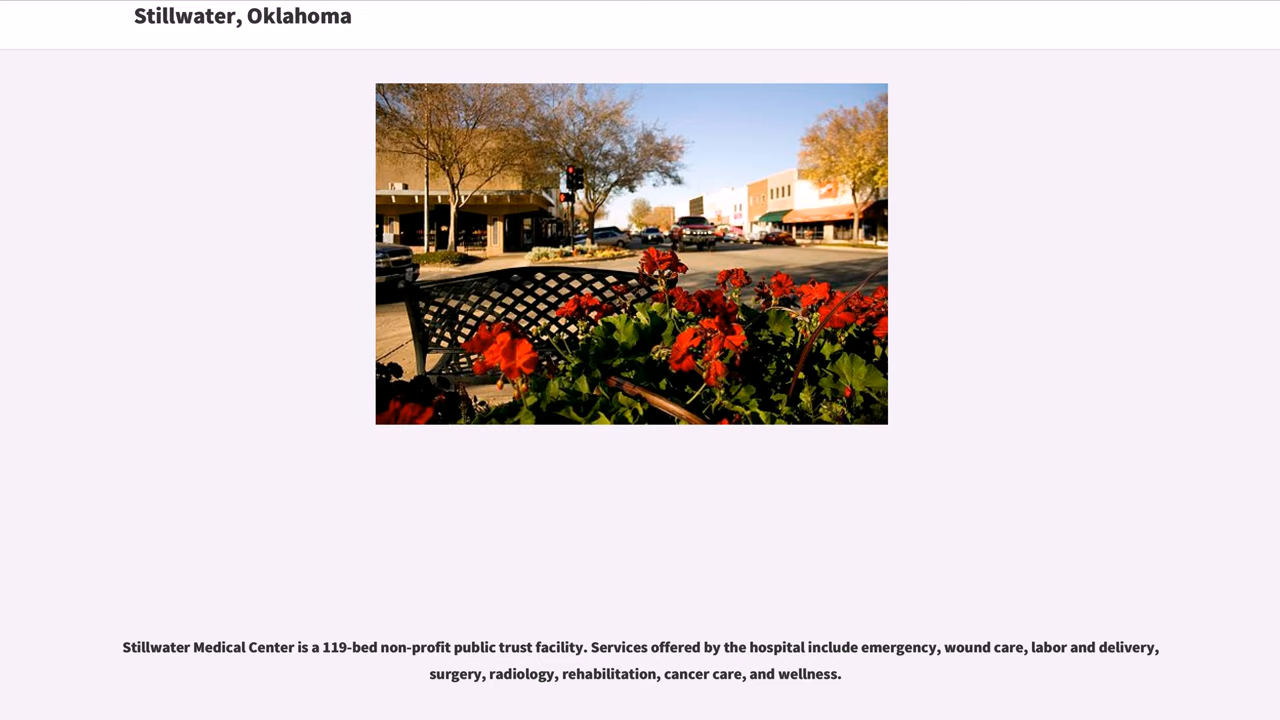 Stillwater, Oklahoma
Stillwater Medical Center is a 119-bed non-profit public trust facility. Services offered by the hospital include emergency, wound care, labor and delivery,
surgery, radiology, rehabilitation, cancer care, and wellness.